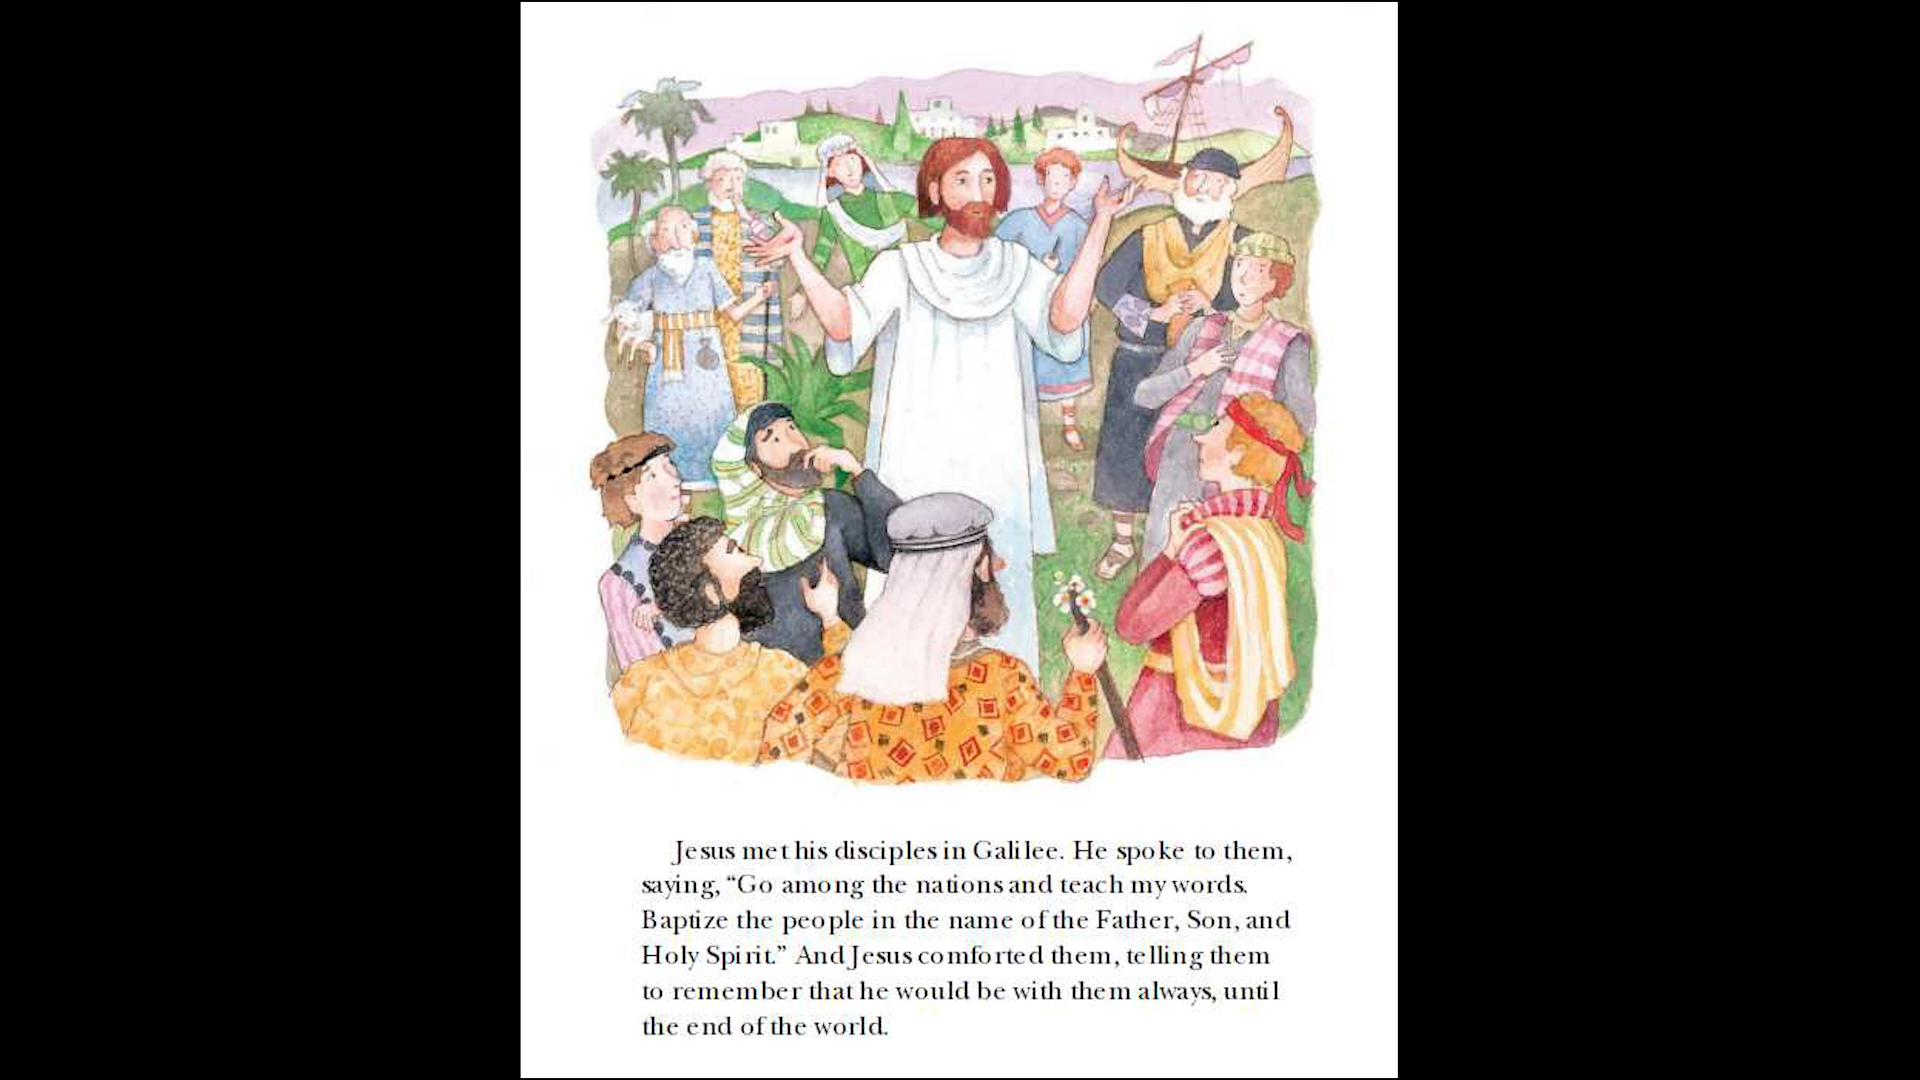 Jesus met his disciples in Galilee. He spoke to them,
saying, “Go among the nations and teach my words.
Baptize the people in the name of the Father, Son, and
Holy Spirit.” And Jesus comforted them, telling them
to remember that he would be with them always, until
the end of the world.